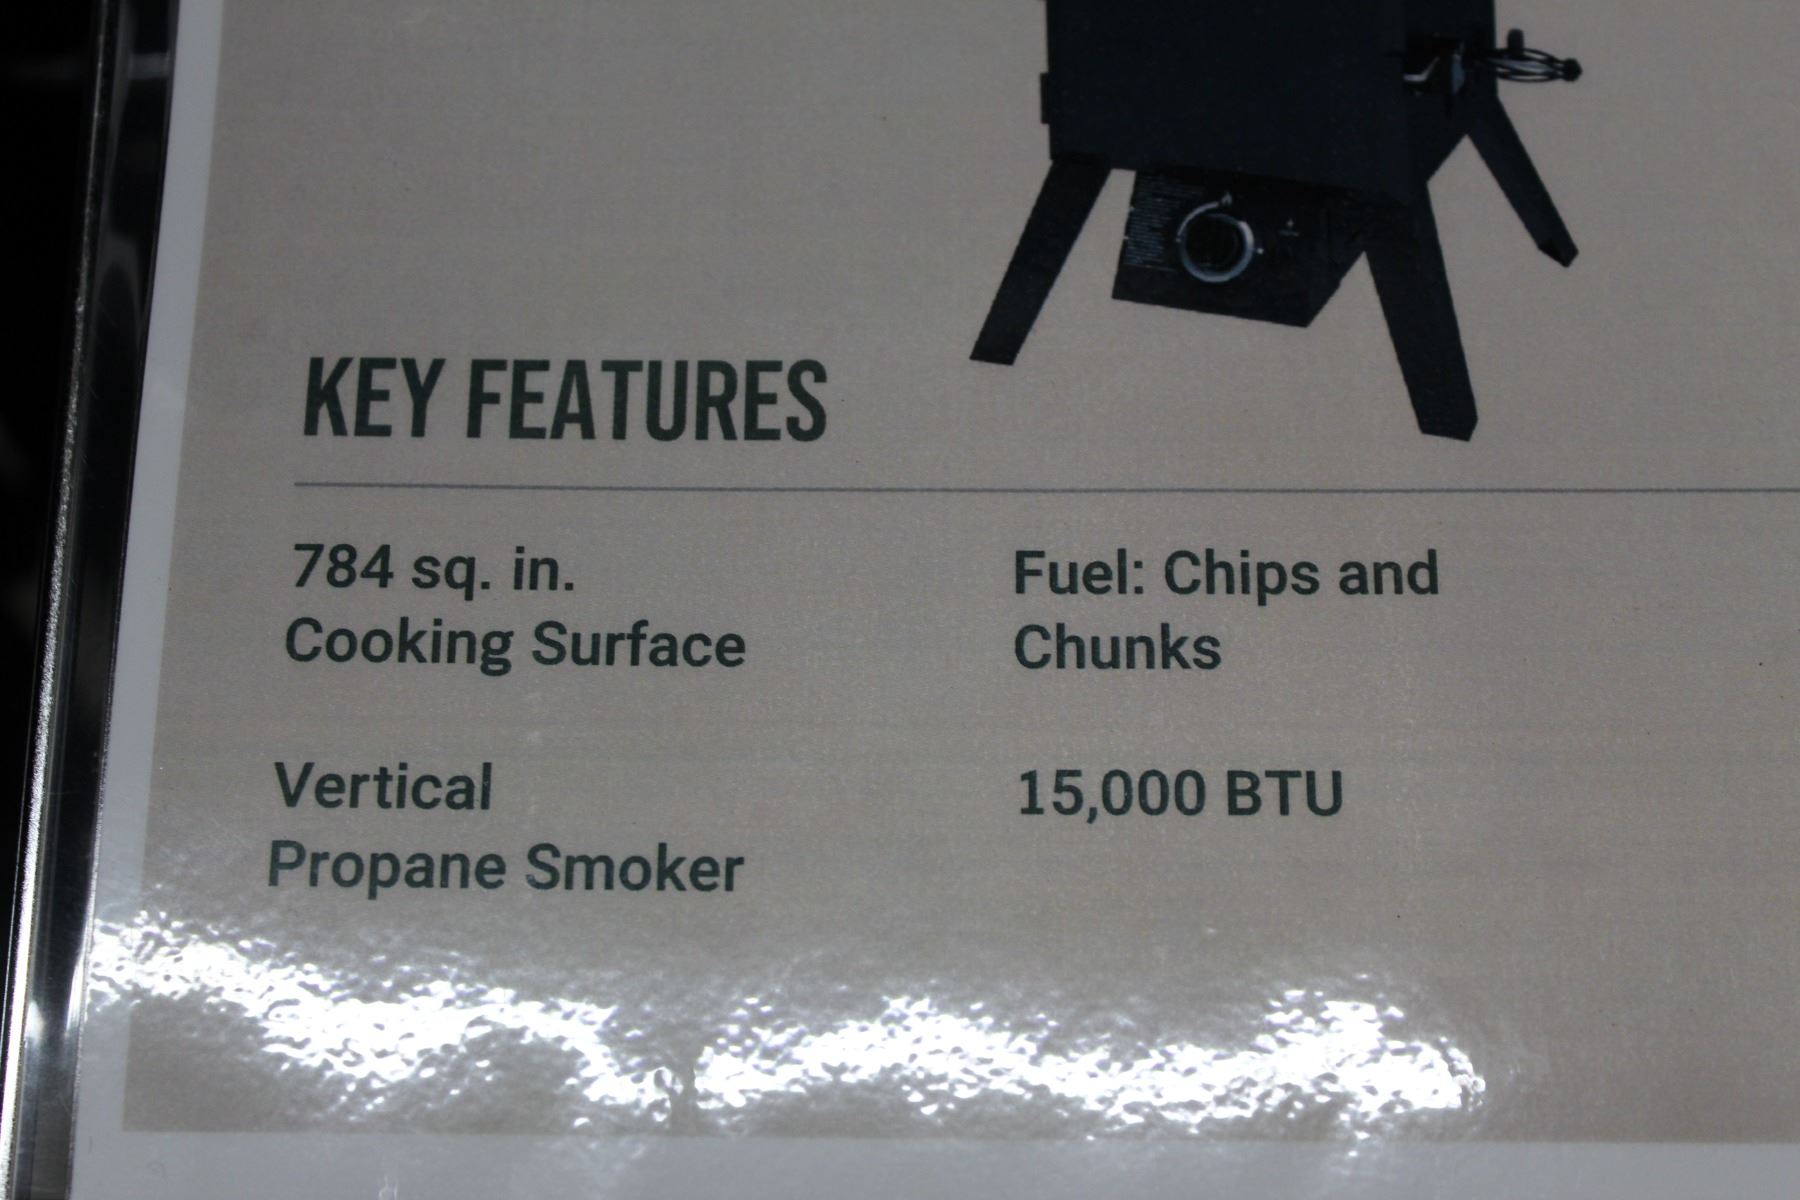 KEY FEATURES
784 sq. in.
Cooking Surface
Fuel: Chips and
Chunks
Vertical
Propane Smoker
15,000 BTU